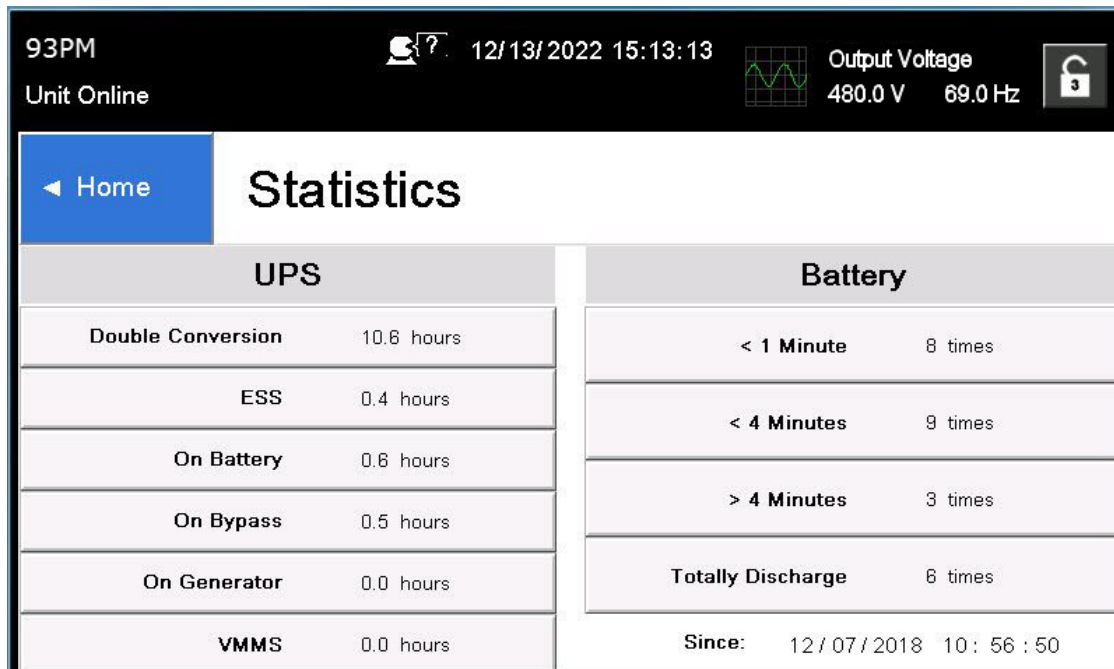 93PM
? 12/13/2022 15:13:13
Output Voltage
3
Unit Online
480.0 V 69.0 Hz
◄ Home
Statistics
UPS
Double Conversion 10.6 hours
ESS 0.4 hours
On Battery 0.6 hours
On Bypass 0.5 hours
On Generator 0.0 hours
VMMS 0.0 hours
Battery
< 1 Minute 8 times
< 4 Minutes 9 times
> 4 Minutes 3 times
Totally Discharge 6 times
Since: 12/07/2018 10:56:50